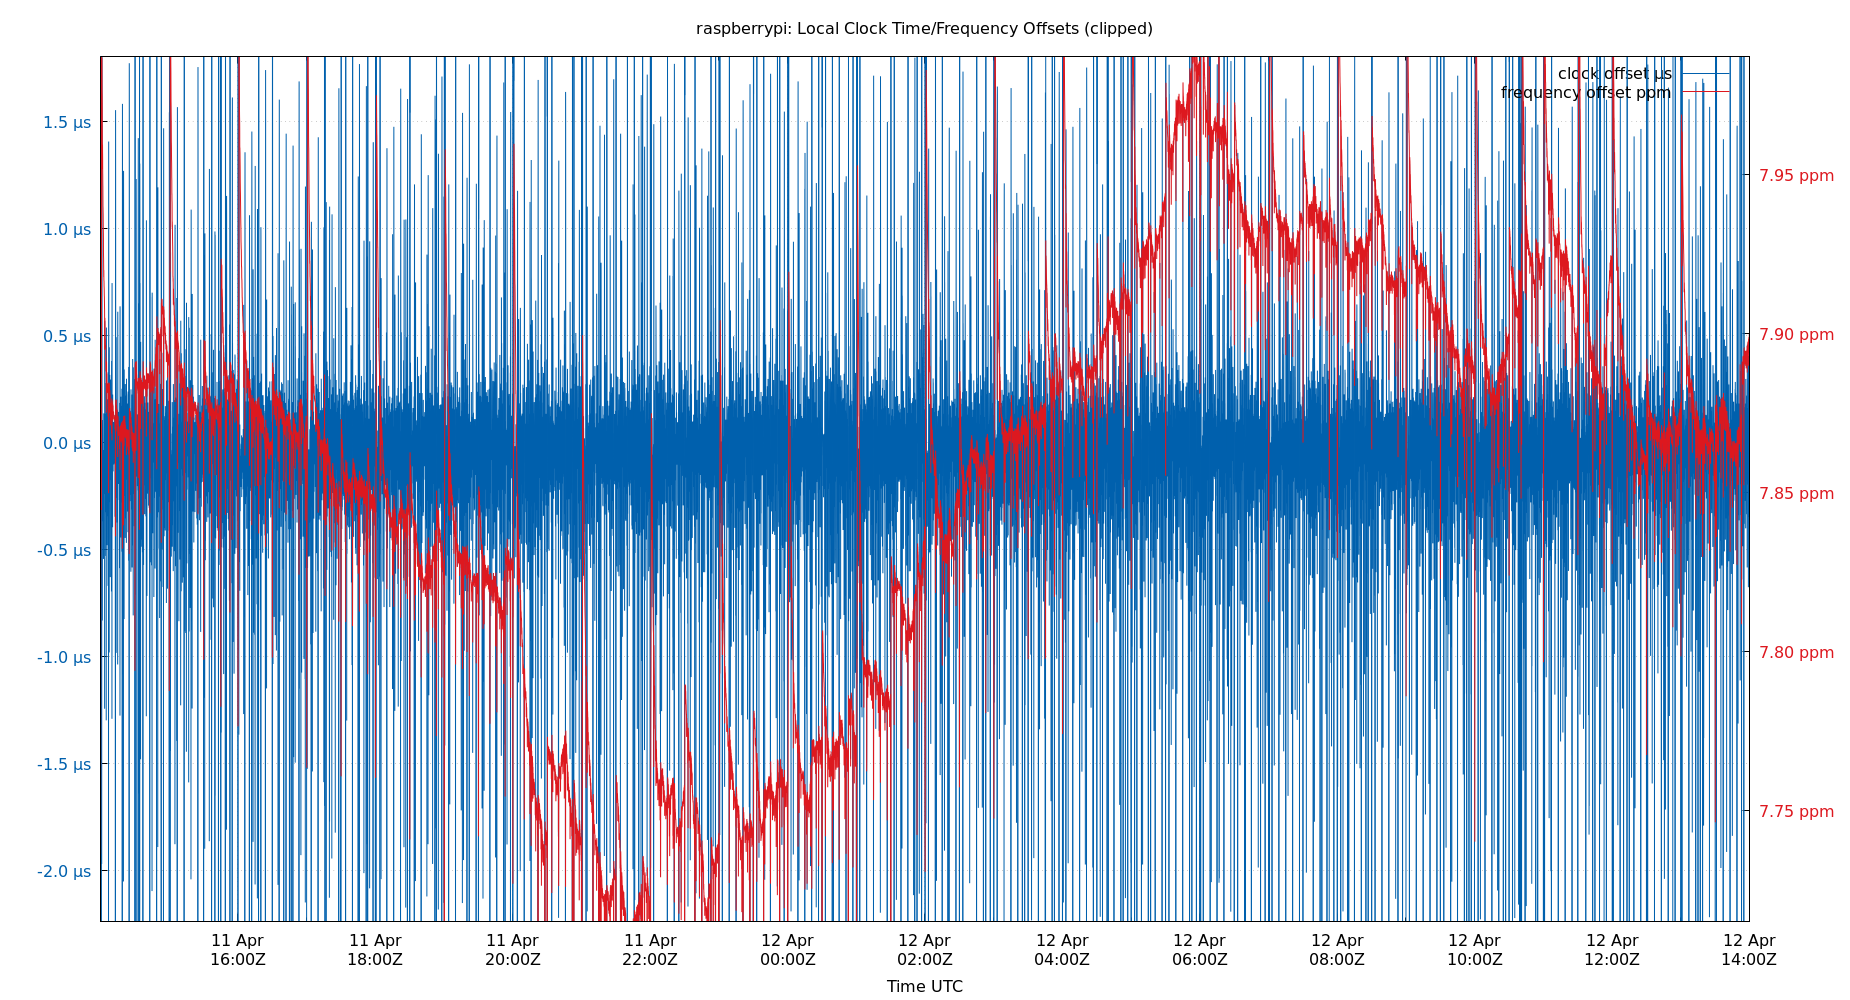 raspberrypi: Local Clock Time/Frequency Offsets (clipped)
clock offset µs
frequency offset ppm
1.5 µs
1.0 µs
0.5 µs
0.0 µs
-0.5 µs
-1.0 µs
-1.5 µs
-2.0 µs
7.95 ppm
7.90 ppm
7.85 ppm
7.80 ppm
7.75 ppm
11 Apr 11 Apr 11 Apr 11 Apr 12 Apr 12 Apr 12 Apr 12 Apr 12 Apr 12 Apr 12 Apr 12 Apr
16:00Z 18:00Z 20:00Z 22:00Z 00:00Z 02:00Z 04:00Z 06:00Z 08:00Z 10:00Z 12:00Z 14:00Z
Time UTC